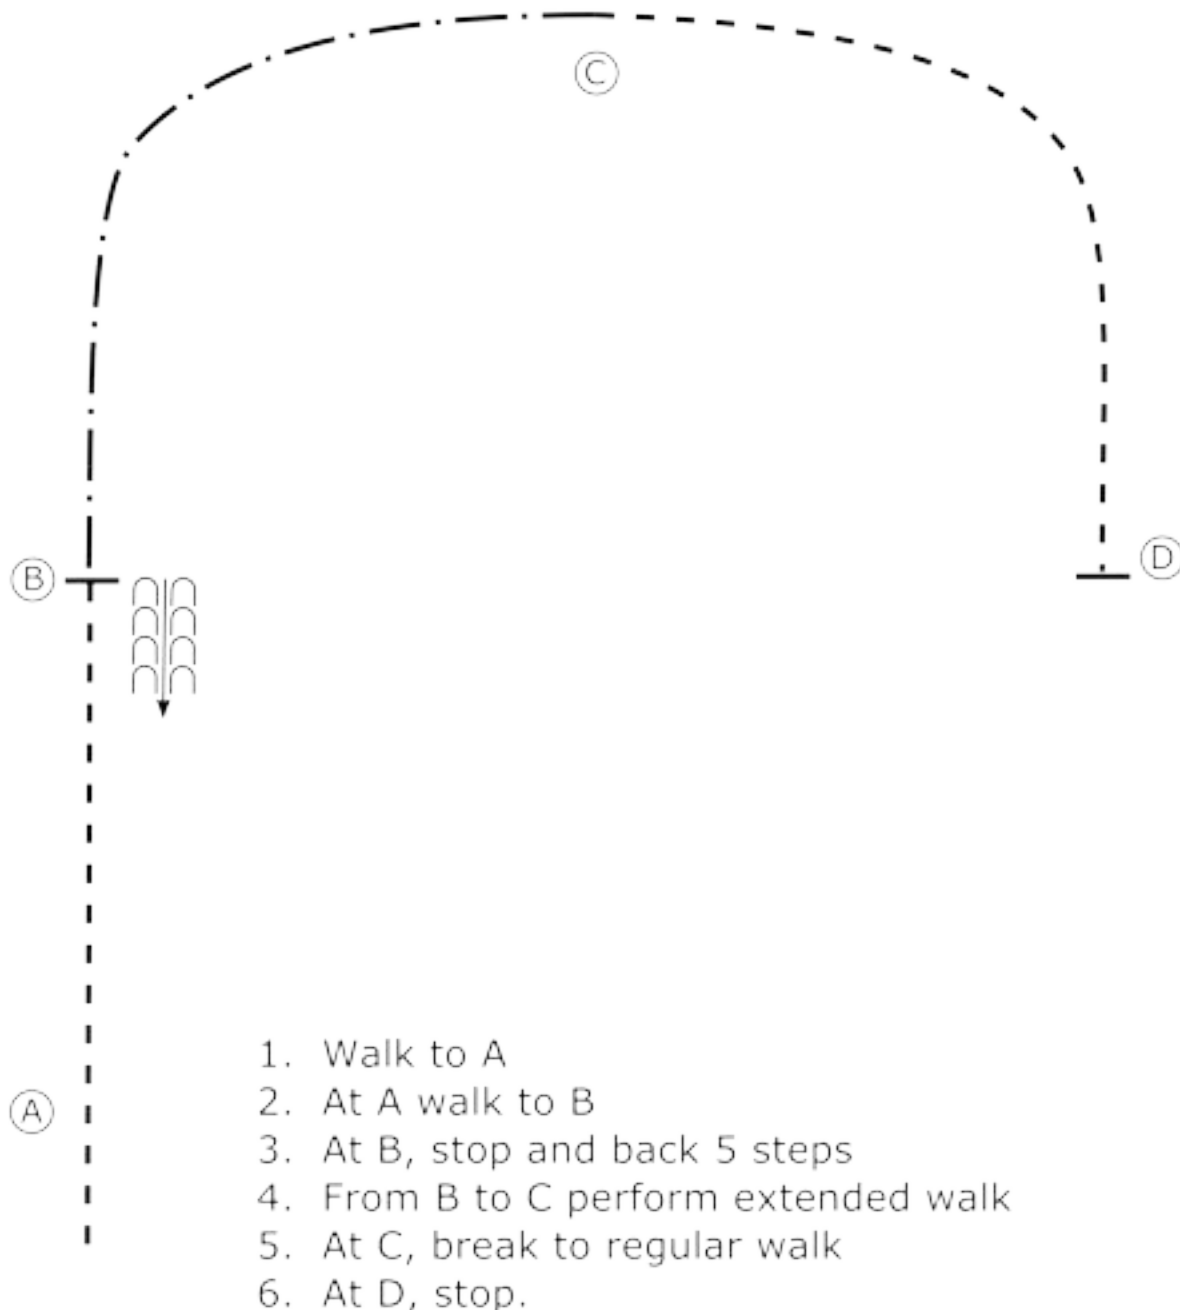 C
B
D
A
1. Walk to A
2. At A walk to B
3. At B, stop and back 5 steps
4. From B to C perform extended walk
5. At C, break to regular walk
6. At D, stop.